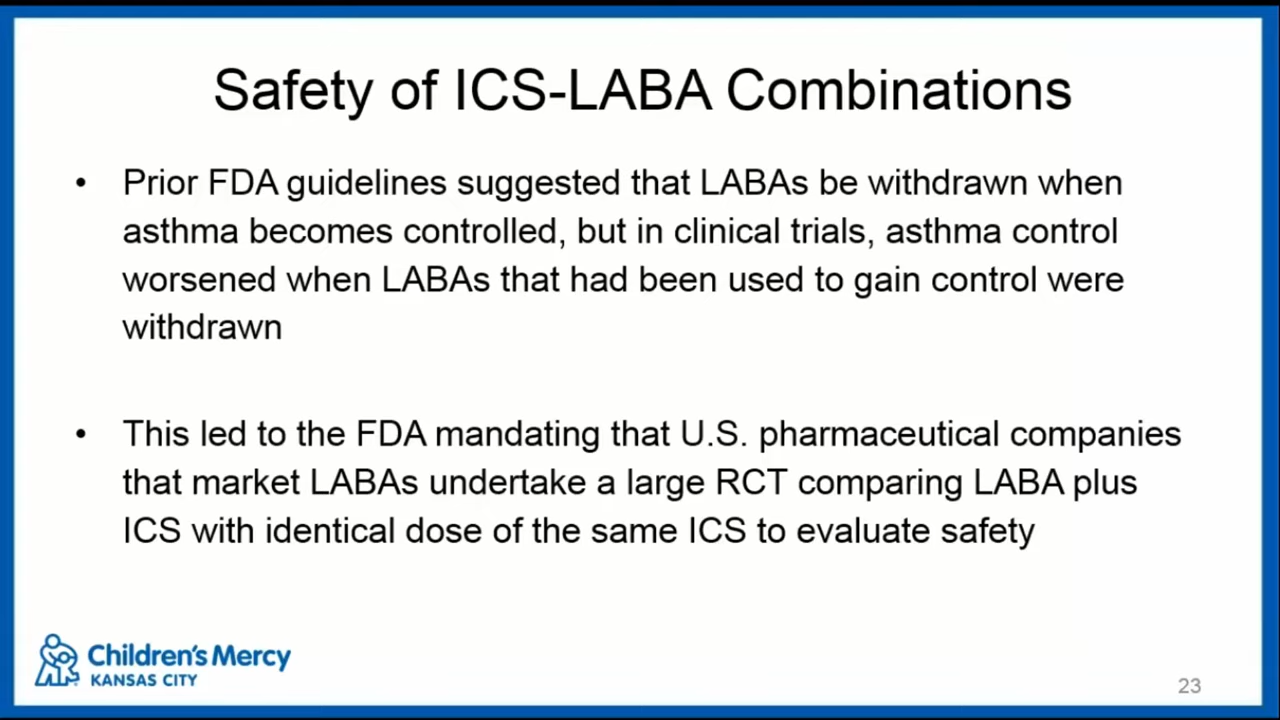 Safety of ICS-LABA Combinations
• Prior FDA guidelines suggested that LABAs be withdrawn when
asthma becomes controlled, but in clinical trials, asthma control
worsened when LABAs that had been used to gain control were
withdrawn
• This led to the FDA mandating that U.S. pharmaceutical companies
that market LABAs undertake a large RCT comparing LABA plus
ICS with identical dose of the same ICS to evaluate safety
Children's Mercy
KANSAS CITY
23